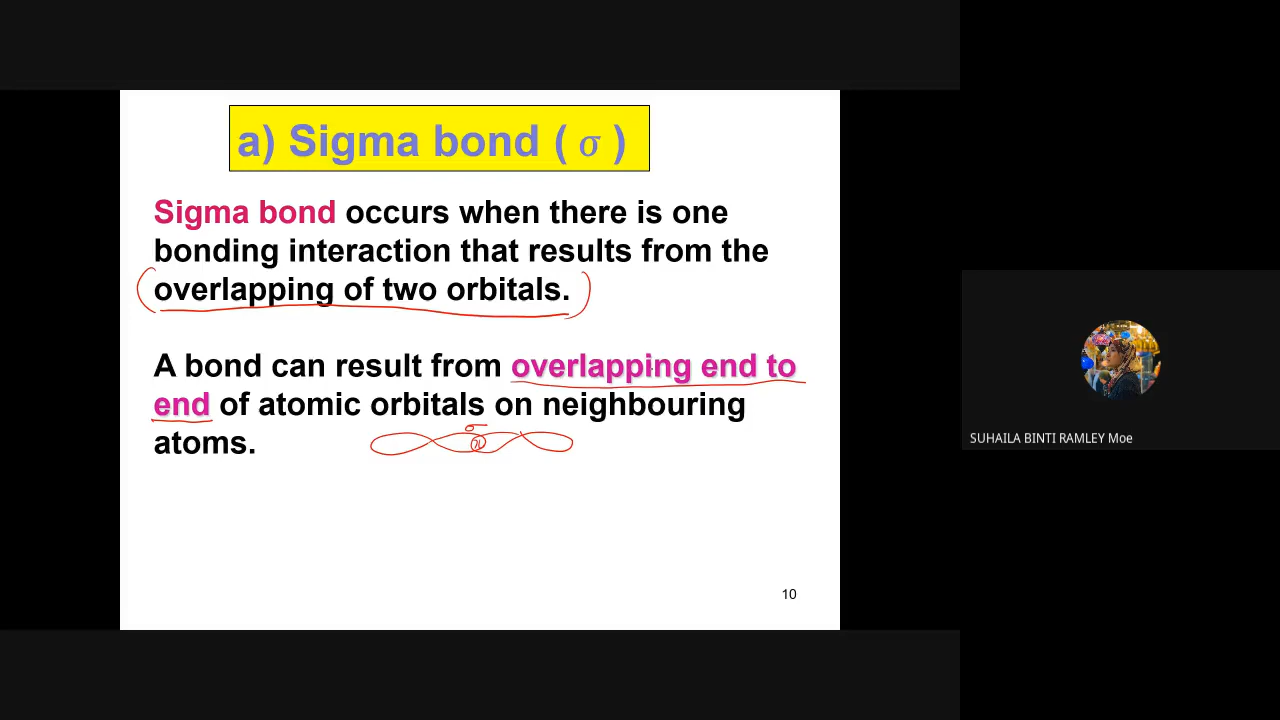 a) Sigma bond ( σ )
Sigma bond occurs when there is one
bonding interaction that results from the
overlapping of two orbitals.
A bond can result from overlapping end to
end of atomic orbitals on neighbouring
atoms.
σ
10
SUHAILA BINTI RAMLEY Moe